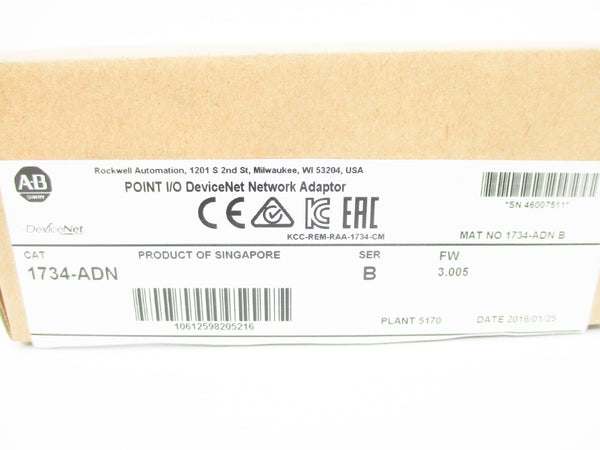 Rockwell Automation, 1201 S 2nd St, Milwaukee, WI 53204, USA
AB
QUALITY
POINT I/O DeviceNet Network Adaptor
CE EAC
*SN 46007511*
DeviceNet
KCC-REM-RAA-1734-CM
MAT NO 1734-ADN B
CAT
PRODUCT OF SINGAPORE
SER
FW
1734-ADN
B
3.005
10612598205216
PLANT 5170
DATE 2016/01/25